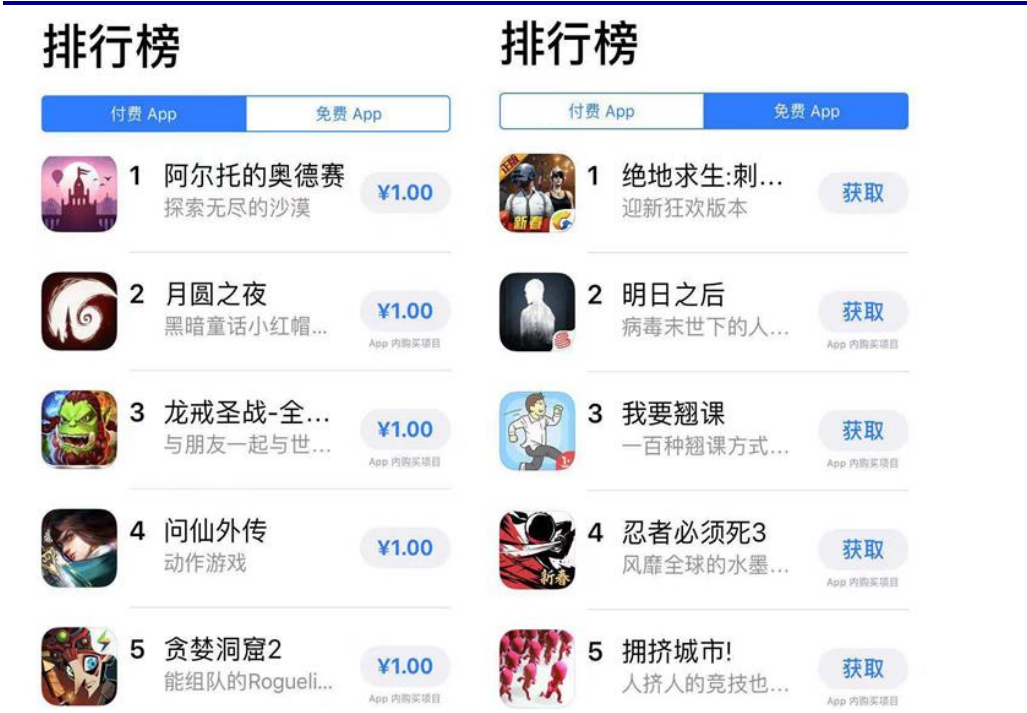 排行榜
付费 App
免费 App
1 阿尔托的奥德赛
探索无尽的沙漠
¥1.00
2 月圆之夜
黑暗童话小红帽...
¥1.00
App 内购买项目
3 龙戒圣战-全...
与朋友一起与世...
¥1.00
App 内购买项目
4 问仙外传
动作游戏
¥1.00
5 贪婪洞窟2
能组队的Rogueli...
¥1.00
App 内购买项目
排行榜
付费 App
免费 App
正版
新春
1 绝地求生:刺...
迎新狂欢版本
获取
2 明日之后
病毒末世下的人...
获取
App 内购买项目
3 我要翘课
一百种翘课方式...
获取
App 内购买项目
新春
4 忍者必须死3
风靡全球的水墨...
获取
App 内购买项目
5 拥挤城市!
人挤人的竞技也...
获取
App 内购买项目